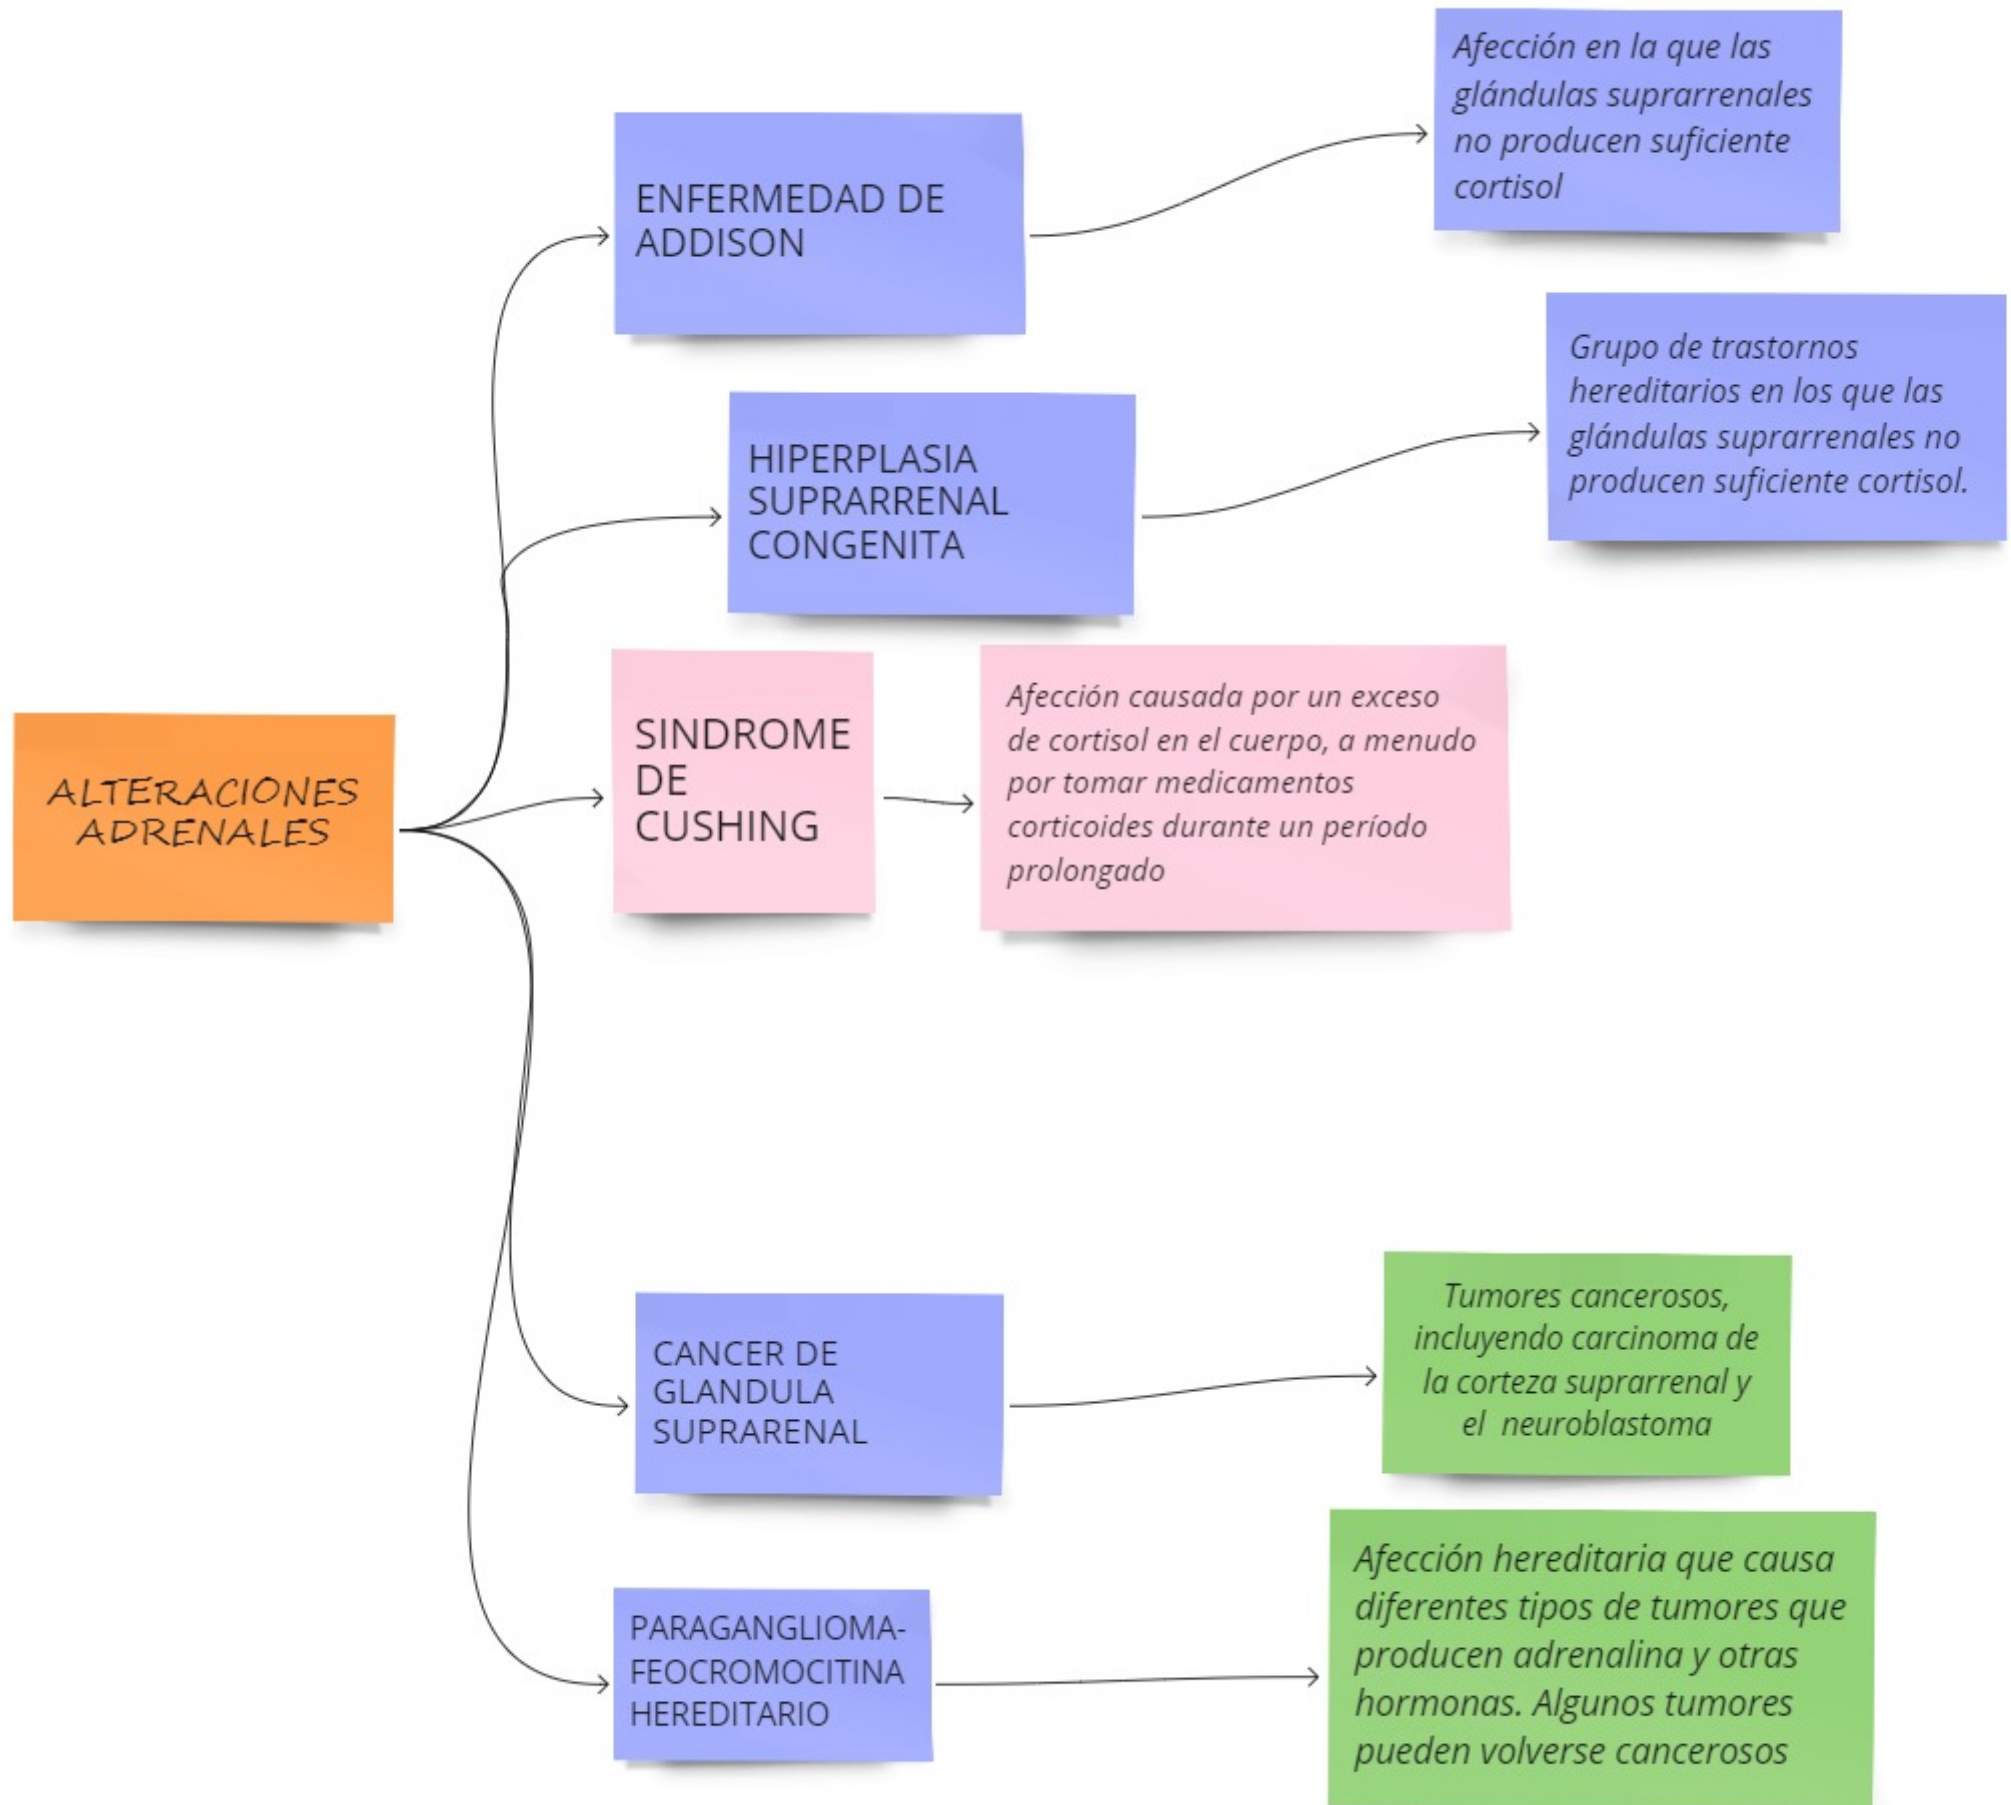 ALTERACIONES
ADRENALES
ENFERMEDAD DE
ADDISON
Afección en la que las
glándulas suprarrenales
no producen suficiente
cortisol
HIPERPLASIA
SUPRARRENAL
CONGENITA
Grupo de trastornos
hereditarios en los que las
glándulas suprarrenales no
producen suficiente cortisol.
SINDROME
DE
CUSHING
Afección causada por un exceso
de cortisol en el cuerpo, a menudo
por tomar medicamentos
corticoides durante un período
prolongado
CANCER DE
GLANDULA
SUPRARENAL
Tumores cancerosos,
incluyendo carcinoma de
la corteza suprarrenal y
el neuroblastoma
PARAGANGLIOMA-
FEOCROMOCITINA
HEREDITARIO
Afección hereditaria que causa
diferentes tipos de tumores que
producen adrenalina y otras
hormonas. Algunos tumores
pueden volverse cancerosos